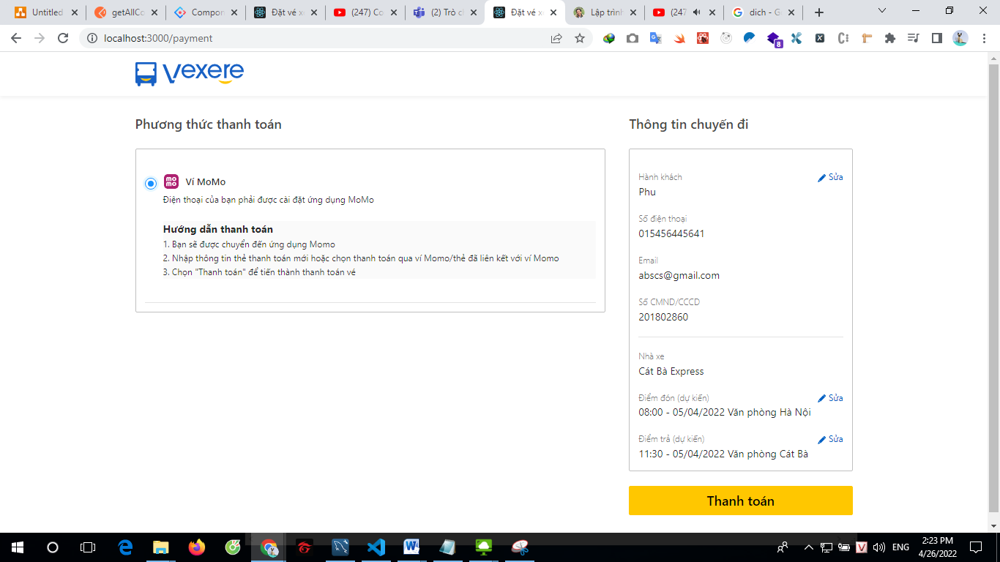 Untitled
getAllCo
Compon
Đặt vé xe
(247) Co
(2) Trò ch
Đặt vé x
Lập trình
(247
dich - G
localhost:3000/payment
8
vexere
Phương thức thanh toán
mo
mo
Ví MoMo
Điện thoại của bạn phải được cài đặt ứng dụng MoMo
Hướng dẫn thanh toán
1. Bạn sẽ được chuyển đến ứng dụng Momo
2. Nhập thông tin thẻ thanh toán mới hoặc chọn thanh toán qua ví Momo/thẻ đã liên kết với ví Momo
3. Chọn "Thanh toán" để tiến thành thanh toán vé
Thông tin chuyến đi
Hành khách
Sửa
Phu
Số điện thoại
015456445641
Email
abscs@gmail.com
Số CMND/CCCD
201802860
Nhà xe
Cát Bà Express
Điểm đón (dự kiến)
Sửa
08:00 - 05/04/2022 Văn phòng Hà Nội
Điểm trả (dự kiến)
Sửa
11:30 - 05/04/2022 Văn phòng Cát Bà
Thanh toán
ENG
2:23 PM
4/26/2022